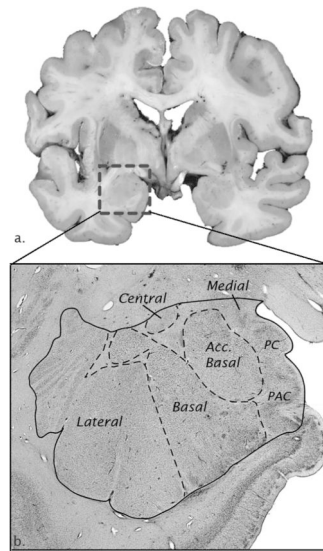 a.
Medial
Central
Acc.
Basal
PC
PAC
Lateral
Basal
b.